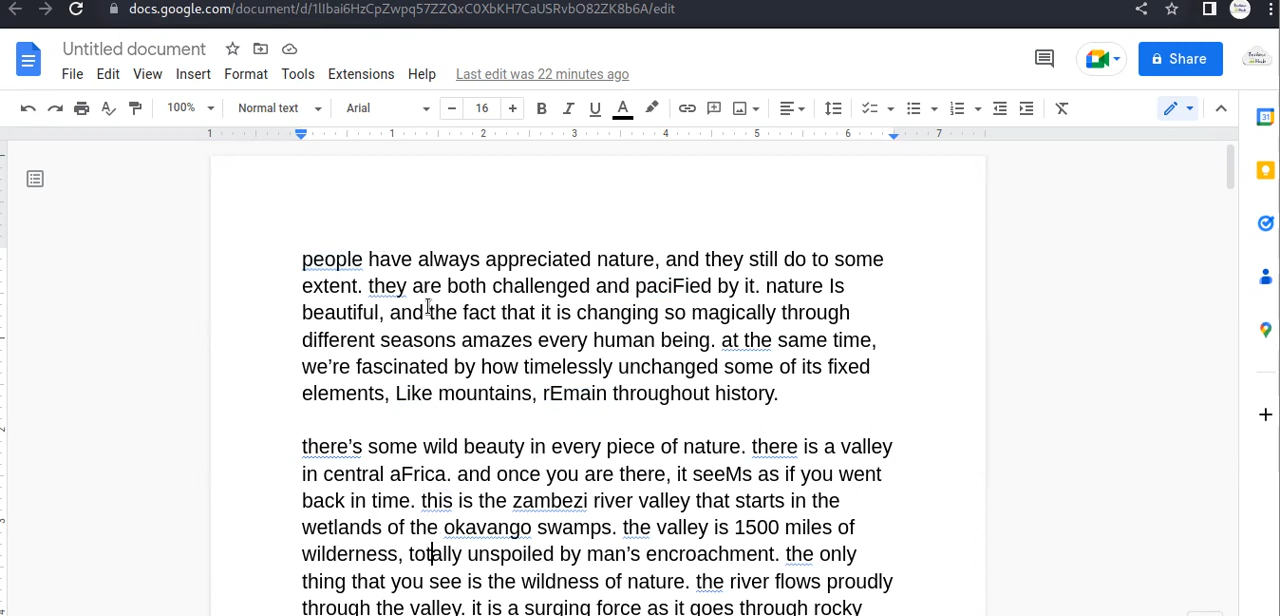 docs.google.com/document/d/1lIbai6HzCpZwpq57ZZQxC0XbKH7CaUSRvbO82ZK8b6A/edit
Untitled document
File Edit View Insert Format Tools Extensions Help Last edit was 22 minutes ago
Share
100% Normal text Arial 16
1 1 2 3 4 5 6 7
people have always appreciated nature, and they still do to some
extent. they are both challenged and paciFied by it. nature Is
beautiful, and the fact that it is changing so magically through
different seasons amazes every human being. at the same time,
we’re fascinated by how timelessly unchanged some of its fixed
elements, Like mountains, rEmain throughout history.
there’s some wild beauty in every piece of nature. there is a valley
in central aFrica. and once you are there, it seeMs as if you went
back in time. this is the zambezi river valley that starts in the
wetlands of the okavango swamps. the valley is 1500 miles of
wilderness, totally unspoiled by man’s encroachment. the only
thing that you see is the wildness of nature. the river flows proudly
through the valley. it is a surging force as it goes through rocky